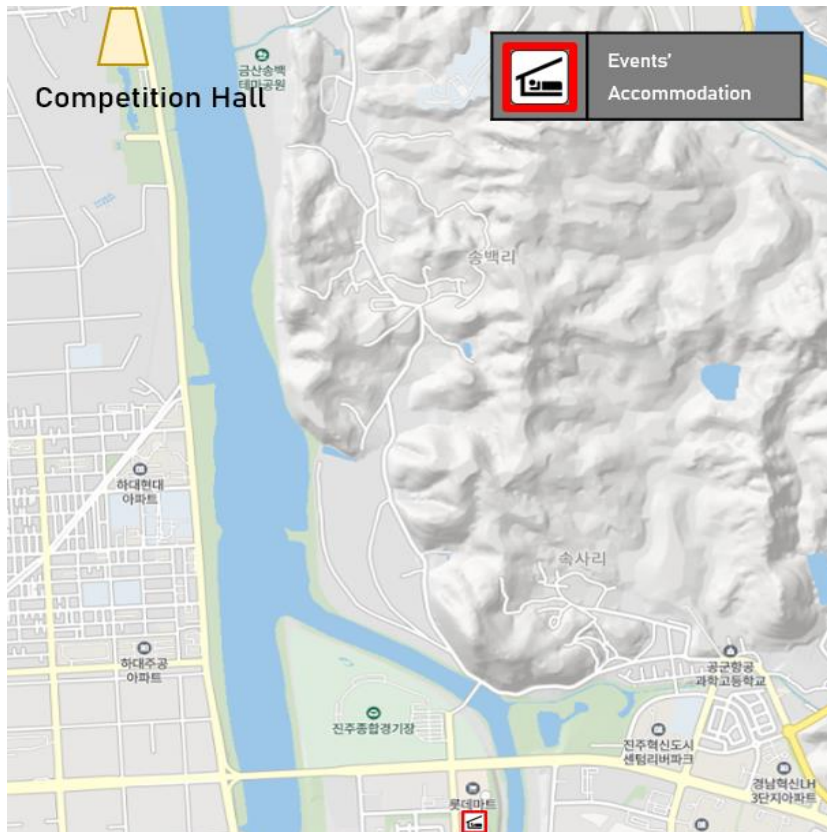 금산송백
테마공원
Competition Hall
Events'
Accommodation
송백리
하대현대
아파트
속사리
하대주공
아파트
공군항공
과학고등학교
진주종합경기장
진주혁신도시
센텀리버파크
롯데마트
경남혁신LH
3단지아파트